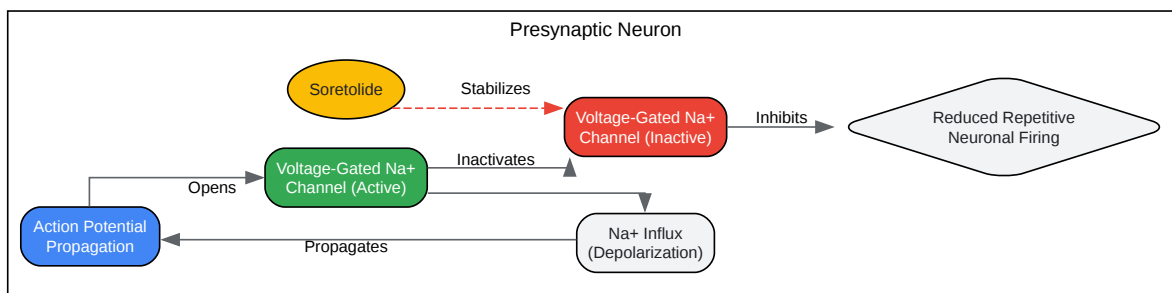 Presynaptic Neuron
Soretolide
Stabilizes
Voltage-Gated Na+
Channel (Inactive)
Inhibits
Reduced Repetitive
Neuronal Firing
Voltage-Gated Na+
Channel (Active)
Inactivates
Opens
Action Potential
Propagation
Propagates
Na+ Influx
(Depolarization)